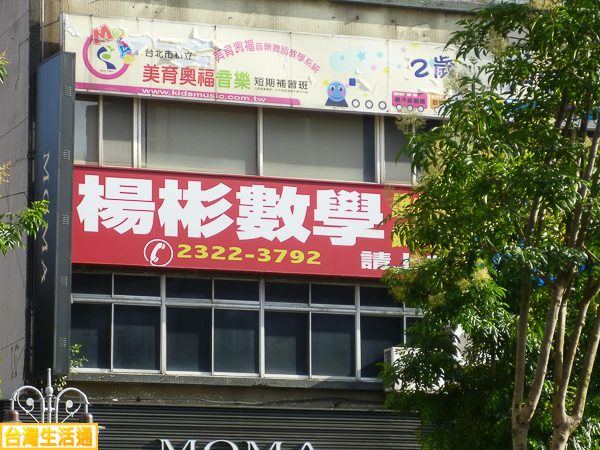 台北市私立
美育奧福音樂舞蹈教學系統
美育奧福音樂 短期補習班
www.kidsmusic.com.tw
2歲
楊彬數學
2322-3792
請
MOMA
MOMA
台灣生活通